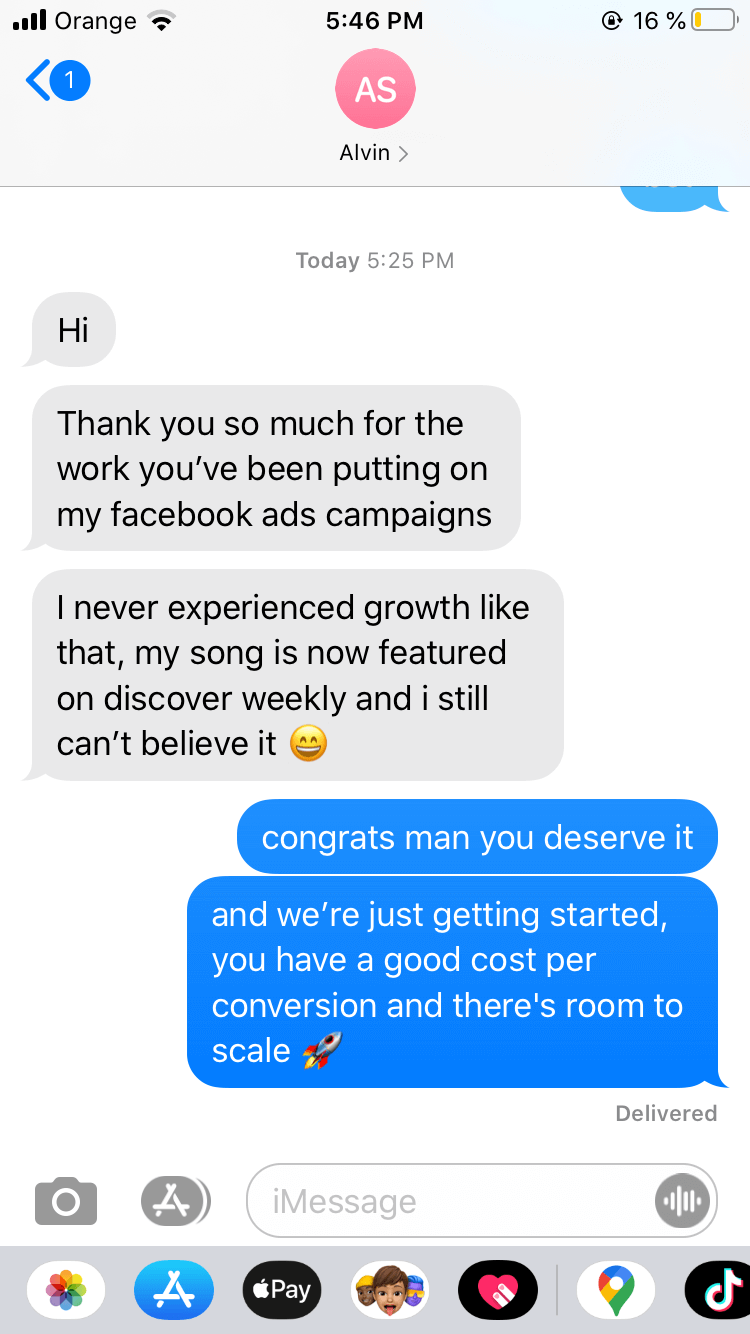 Orange 5:46 PM 16 %
1
AS
Alvin
Today 5:25 PM
Hi
Thank you so much for the
work you’ve been putting on
my facebook ads campaigns
I never experienced growth like
that, my song is now featured
on discover weekly and i still
can’t believe it 😄
congrats man you deserve it
and we’re just getting started,
you have a good cost per
conversion and there's room to
scale 🚀
Delivered
iMessage
Pay